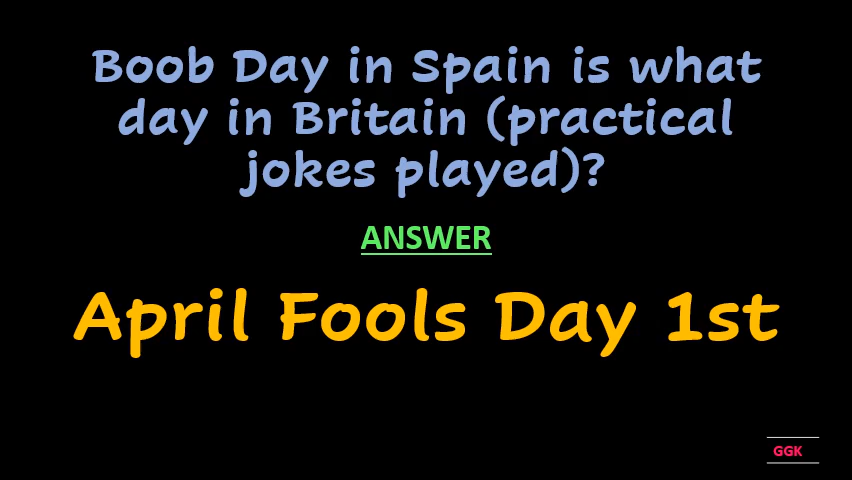 Boob Day in Spain is what
day in Britain (practical
jokes played)?
ANSWER
April Fools Day 1st
GGK